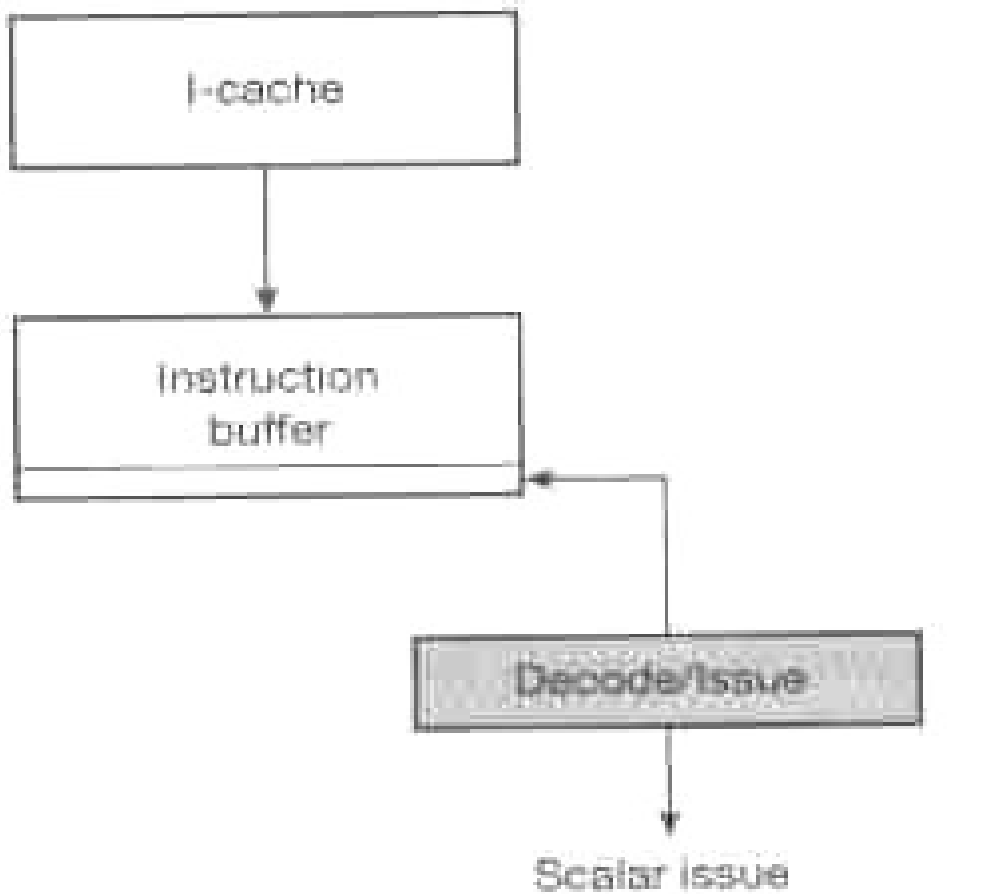 I-cache
Instruction
buffer
Decode/Issue
Scalar issue